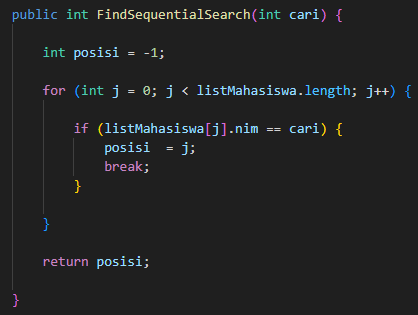 public int FindSequentialSearch(int cari) {
int posisi = -1;
for (int j = 0; j < listMahasiswa.length; j++) {
if (listMahasiswa[j].nim == cari) {
posisi  = j;
break;
}
}
return posisi;
}